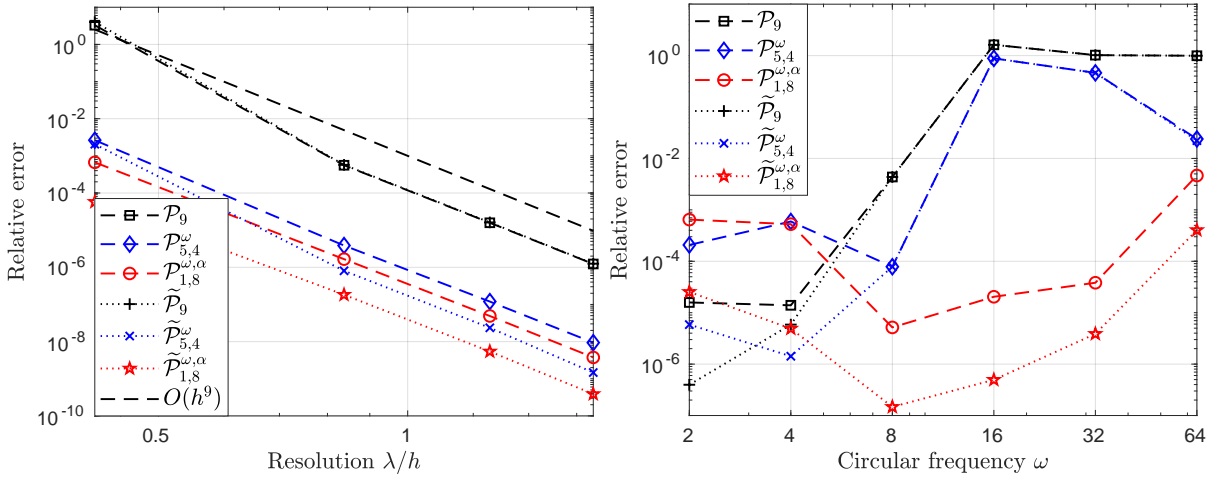 Relative error
10^0
10^-2
10^-4
10^-6
10^-8
10^-10
0.5
1
Resolution λ/h
𝒫_9
𝒫^ω_{5,4}
𝒫^{ω,α}_{1,8}
𝒫̃_9
𝒫̃^ω_{5,4}
𝒫̃^{ω,α}_{1,8}
O(h^9)
Relative error
10^0
10^-2
10^-4
10^-6
2
4
8
16
32
64
Circular frequency ω
𝒫_9
𝒫^ω_{5,4}
𝒫^{ω,α}_{1,8}
𝒫̃_9
𝒫̃^ω_{5,4}
𝒫̃^{ω,α}_{1,8}